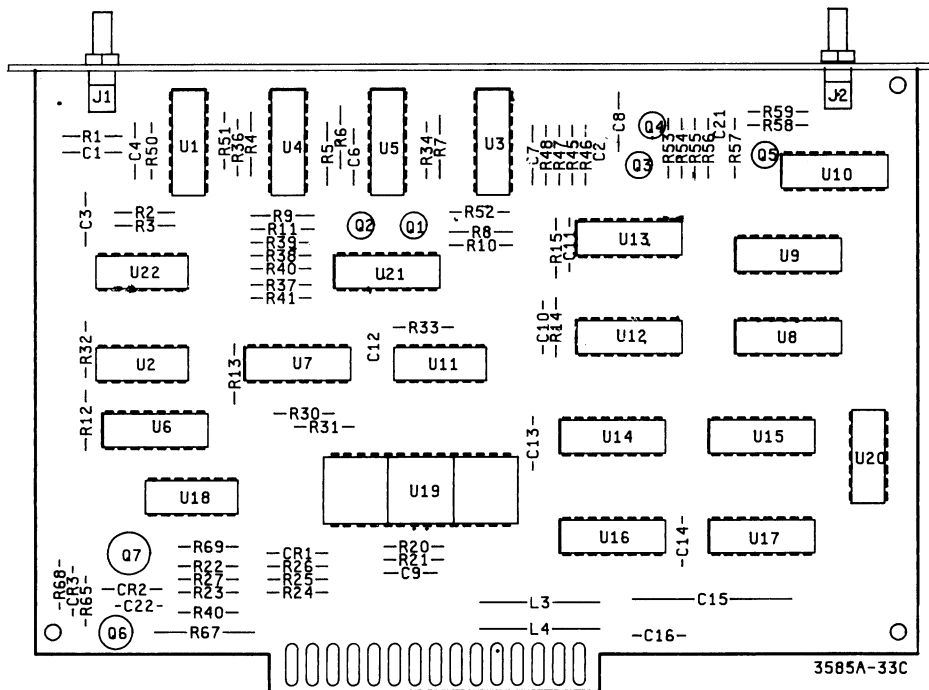 J1
J2
R1
C1
C4
R50
U1
R51
R36
R4
U4
R5
R6
C6
U5
R34
R7
U3
C7
R48
R47
R45
R46
C2
C8
Q4
Q3
R53
R54
R55
R56
C21
R57
R59
R58
Q5
U10
C3
R2
R3
R9
R11
R39
R38
R40
R37
R41
Q2
Q1
R52
R8
R10
R15
C11
U13
U9
U22
U21
C10
R14
U12
U8
R32
U2
R13
U7
C12
R33
U11
R12
U6
R30
R31
C13
U14
U15
U20
U18
U19
U16
C14
U17
Q7
R69
R22
R27
R23
R40
R67
CR1
R26
R25
R24
R20
R21
C9
R68
CR3
R65
CR2
C22
Q6
L3
L4
C15
C16
3585A-33C